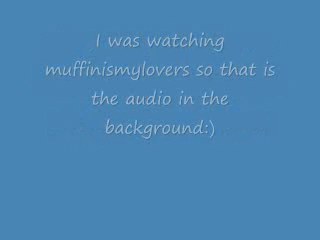 I was watching
muffinismylovers so that is
the audio in the
background:)